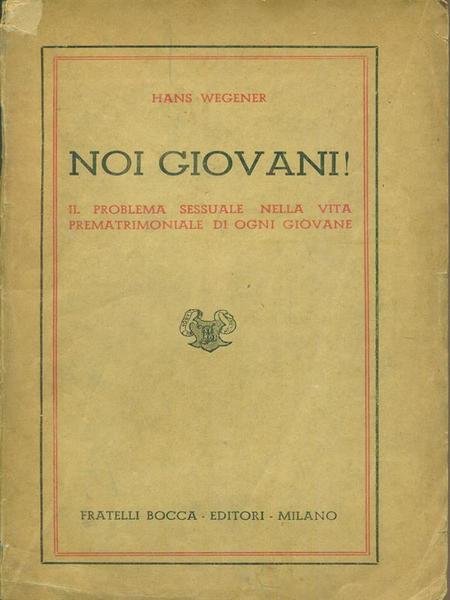 HANS WEGENER
NOI GIOVANI!
IL PROBLEMA SESSUALE NELLA VITA
PREMATRIMONIALE DI OGNI GIOVANE
FRATELLI BOCCA - EDITORI - MILANO